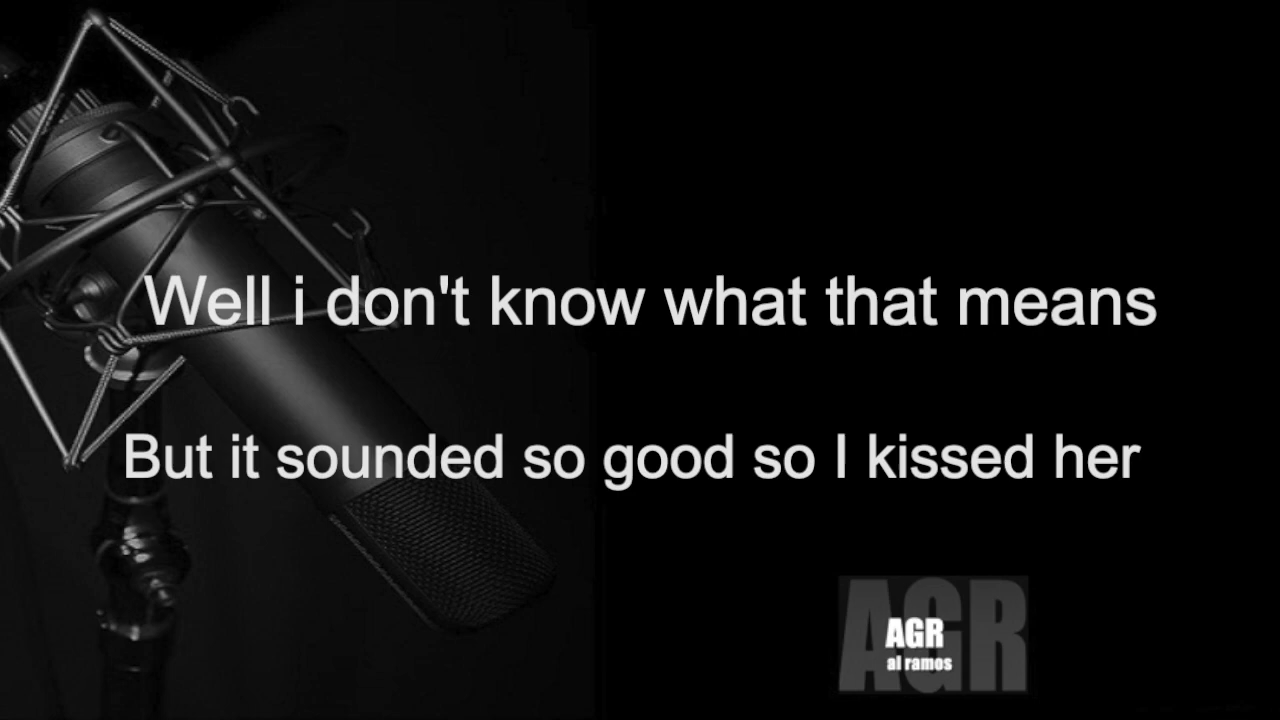 Well i don't know what that means
But it sounded so good so I kissed her
AGR
AGR
al ramos